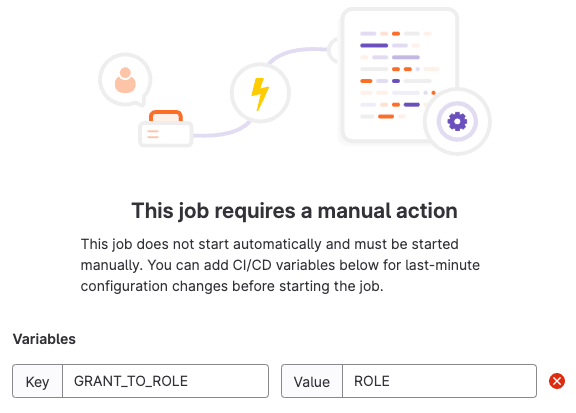 This job requires a manual action
This job does not start automatically and must be started
manually. You can add CI/CD variables below for last-minute
configuration changes before starting the job.
Variables
Key GRANT_TO_ROLE Value ROLE